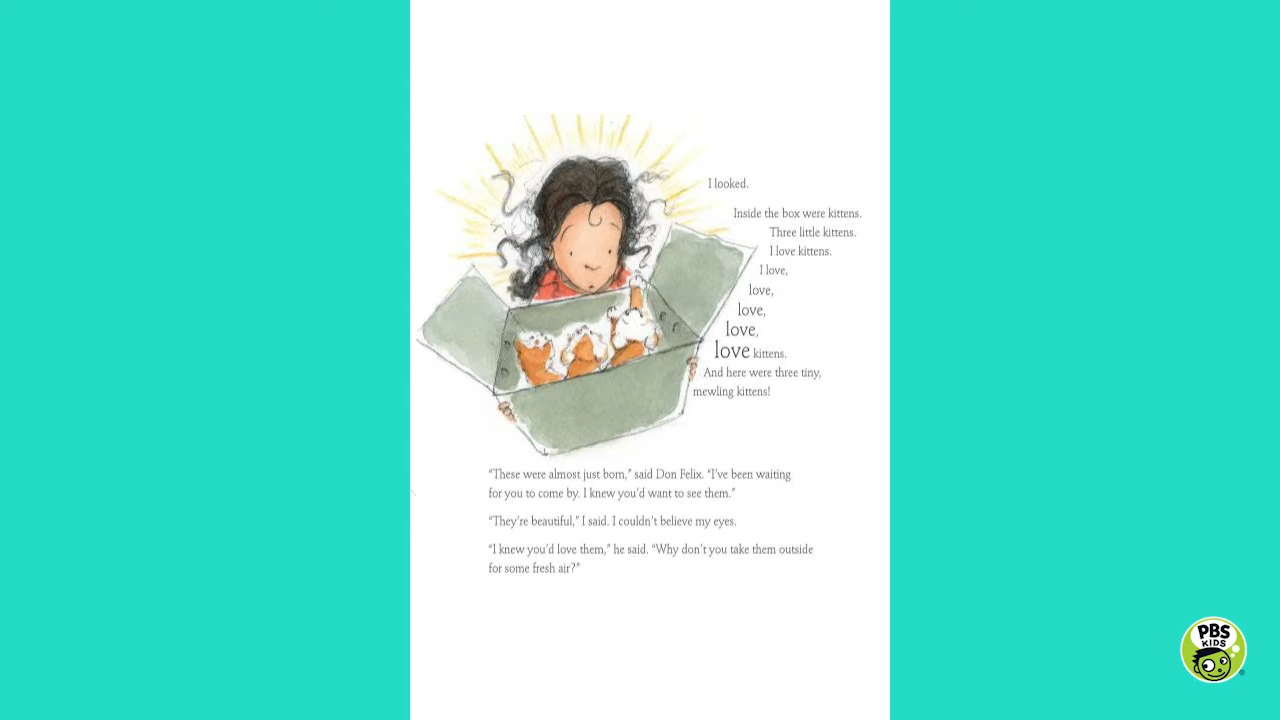 I looked.
Inside the box were kittens.
Three little kittens.
I love kittens.
I love,
love,
love,
love,
love kittens.
And here were three tiny,
mewling kittens!
“These were almost just born,” said Don Felix. “I’ve been waiting
for you to come by. I knew you’d want to see them.”
“They’re beautiful,” I said. I couldn’t believe my eyes.
“I knew you’d love them,” he said. “Why don’t you take them outside
for some fresh air?”
PBS
KIDS
®